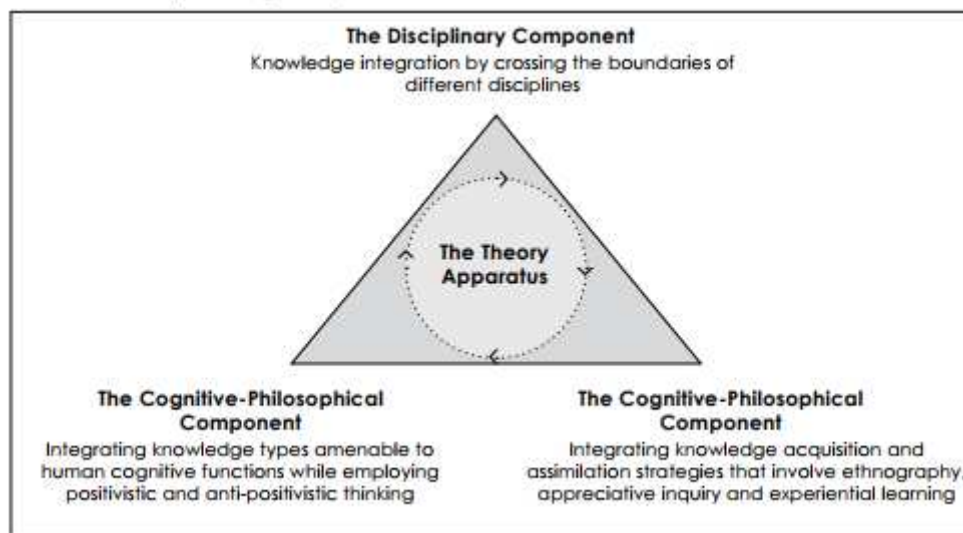 The Disciplinary Component
Knowledge integration by crossing the boundaries of
different disciplines
The Theory
Apparatus
The Cognitive-Philosophical
Component
Integrating knowledge types amenable to
human cognitive functions while employing
positivistic and anti-positivistic thinking
The Cognitive-Philosophical
Component
Integrating knowledge acquisition and
assimilation strategies that involve ethnography,
appreciative inquiry and experiential learning